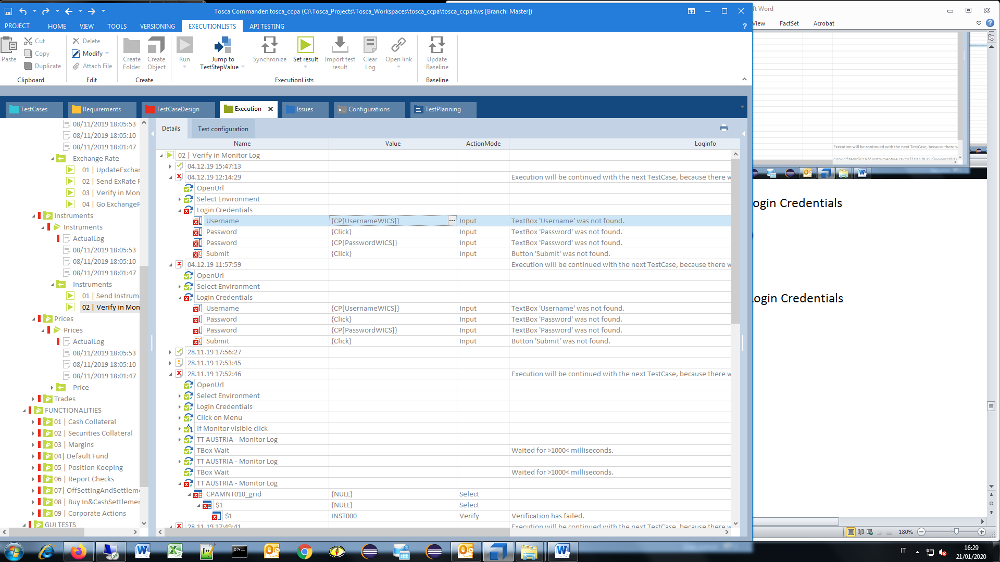 Tosca Commander: tosca_ccpa (C:\Tosca_Projects\Tosca_Workspaces\tosca_ccpa\tosca_ccpa.tws [Branch: Master])
PROJECT HOME VIEW TOOLS VERSIONING EXECUTIONLISTS API TESTING ?
Paste
Cut
Copy
Duplicate
Clipboard
Delete
Modify
Attach File
Edit
Create Folder
Create Object
Create
Run
Jump to TestStepValue
Synchronize
Set result
Import test result
Clear Log
Open link
ExecutionLists
Update Baseline
Baseline
TestCases Requirements TestCaseDesign Execution Issues Configurations TestPlanning
08/11/2019 18:05:53
08/11/2019 18:05:10
08/11/2019 18:01:47
Exchange Rate
01 | UpdateExchar
02 | Send ExRate F
03 | Verify in Mon
04 | Go ExchangeF
Instruments
Instruments
ActualLog
08/11/2019 18:05:53
08/11/2019 18:05:10
08/11/2019 18:01:47
Instruments
01 | Send Instrum
02 | Verify in Mon
Prices
Prices
ActualLog
08/11/2019 18:05:53
08/11/2019 18:05:10
08/11/2019 18:01:47
Price
Trades
FUNCTIONALITIES
01 | Cash Collateral
02 | Securities Collateral
03 | Margins
04| Default Fund
05 | Position Keeping
06 | Report Checks
07| OffSettingAndSettleme
08 | Buy In&CashSettlemer
09 | Corporate Actions
GUI TESTS
Details Test configuration
Name Value ActionMode Loginfo
02 | Verify in Monitor Log
04.12.19 15:47:13
04.12.19 12:14:29 Execution will be continued with the next TestCase, because there w
OpenUrl
Select Environment
Login Credentials
Username {CP[UsernameWICS]} ... Input TextBox 'Username' was not found.
Password {Click} Input TextBox 'Password' was not found.
Password {CP[PasswordWICS]} Input TextBox 'Password' was not found.
Submit {Click} Input Button 'Submit' was not found.
04.12.19 11:57:59 Execution will be continued with the next TestCase, because there w
OpenUrl
Select Environment
Login Credentials
Username {CP[UsernameWICS]} Input TextBox 'Username' was not found.
Password {Click} Input TextBox 'Password' was not found.
Password {CP[PasswordWICS]} Input TextBox 'Password' was not found.
Submit {Click} Input Button 'Submit' was not found.
28.11.19 17:56:27
28.11.19 17:53:45
28.11.19 17:52:46 Execution will be continued with the next TestCase, because there w
OpenUrl
Select Environment
Login Credentials
Click on Menu
if Monitor visible click
TT AUSTRIA - Monitor Log
TBox Wait Waited for >1000< milliseconds.
TT AUSTRIA - Monitor Log
TBox Wait Waited for >1000< milliseconds.
TT AUSTRIA - Monitor Log
CPAMNT010_grid {NULL} Select
$1 {NULL} Select
$1 INST000 Verify Verification has failed.
28.11.19 17:49:41 Execution will be continued with the next TestCase, because there w
ft Word
View FactSet Acrobat
Execution will be continued with the next TestCase, because there w
ogin Credentials
ogin Credentials
180%
IT
16:29
21/01/2020